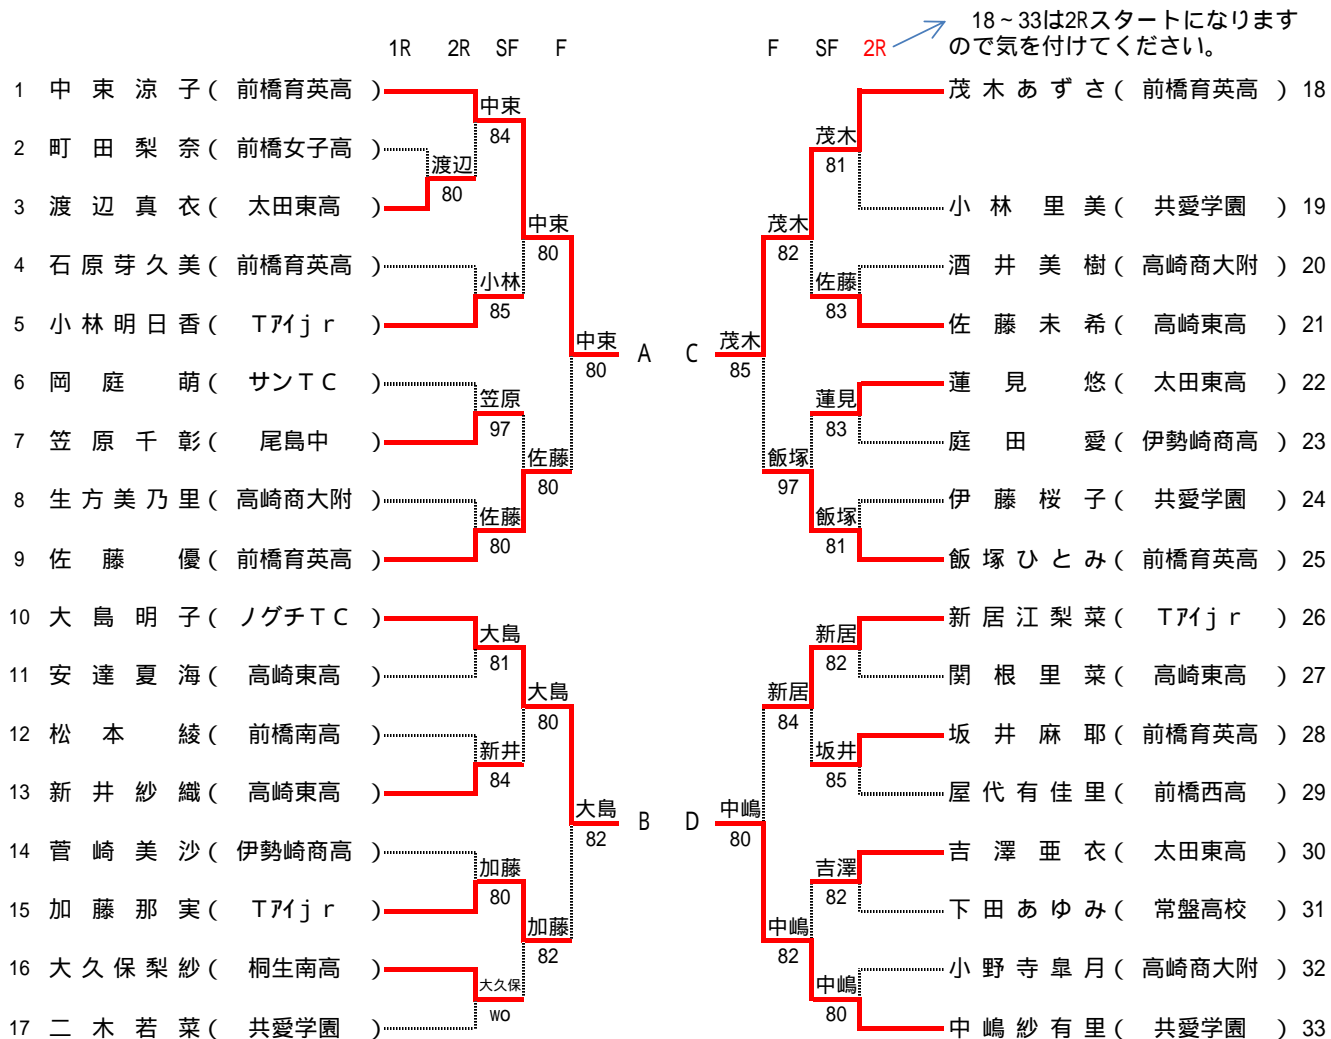 18~33は2Rスタートになります
1R 2R SF F F SF 2R ので気を付けてください。
1 中束涼子( 前橋育英高 ) 茂木あずさ( 前橋育英高 ) 18
中束
84
2 町田梨奈( 前橋女子高 ) 茂木
渡辺 81
80
3 渡辺真衣( 太田東高 ) 小林里美( 共愛学園 ) 19
中束 茂木
80 82
4 石原芽久美( 前橋育英高 ) 酒井美樹( 高崎商大附 ) 20
小林 佐藤
85 83
5 小林明日香( Tアイjr ) 佐藤未希( 高崎東高 ) 21
中束 A C 茂木
80 85
6 岡庭萌( サンTC ) 蓮見悠( 太田東高 ) 22
笠原 蓮見
97 83
7 笠原千彰( 尾島中 ) 庭田愛( 伊勢崎商高 ) 23
佐藤 飯塚
80 97
8 生方美乃里( 高崎商大附 ) 伊藤桜子( 共愛学園 ) 24
佐藤 飯塚
80 81
9 佐藤優( 前橋育英高 ) 飯塚ひとみ( 前橋育英高 ) 25
10 大島明子( ノグチTC ) 新居江梨菜( Tアイjr ) 26
大島 新居
81 82
11 安達夏海( 高崎東高 ) 関根里菜( 高崎東高 ) 27
大島 新居
80 84
12 松本綾( 前橋南高 ) 坂井麻耶( 前橋育英高 ) 28
新井 坂井
84 85
13 新井紗織( 高崎東高 ) 屋代有佳里( 前橋西高 ) 29
大島 B D 中嶋
82 80
14 菅崎美沙( 伊勢崎商高 ) 吉澤亜衣( 太田東高 ) 30
加藤 吉澤
80 82
15 加藤那実( Tアイjr ) 下田あゆみ( 常盤高校 ) 31
加藤 中嶋
82 82
16 大久保梨紗( 桐生南高 ) 小野寺皐月( 高崎商大附 ) 32
大久保 中嶋
wo 80
17 二木若菜( 共愛学園 ) 中嶋紗有里( 共愛学園 ) 33